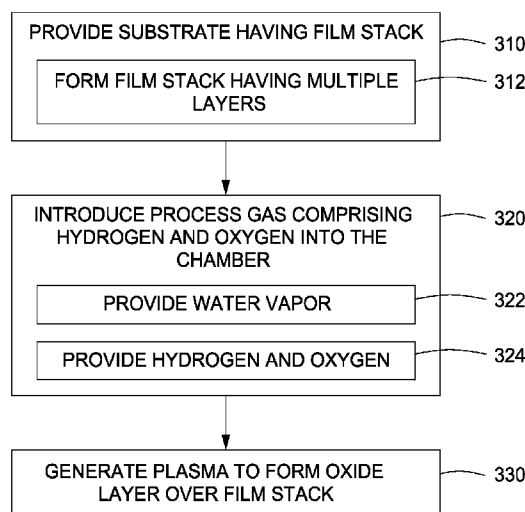 PROVIDE SUBSTRATE HAVING FILM STACK
310
FORM FILM STACK HAVING MULTIPLE
LAYERS
312
INTRODUCE PROCESS GAS COMPRISING
HYDROGEN AND OXYGEN INTO THE
CHAMBER
320
PROVIDE WATER VAPOR
322
PROVIDE HYDROGEN AND OXYGEN
324
GENERATE PLASMA TO FORM OXIDE
LAYER OVER FILM STACK
330